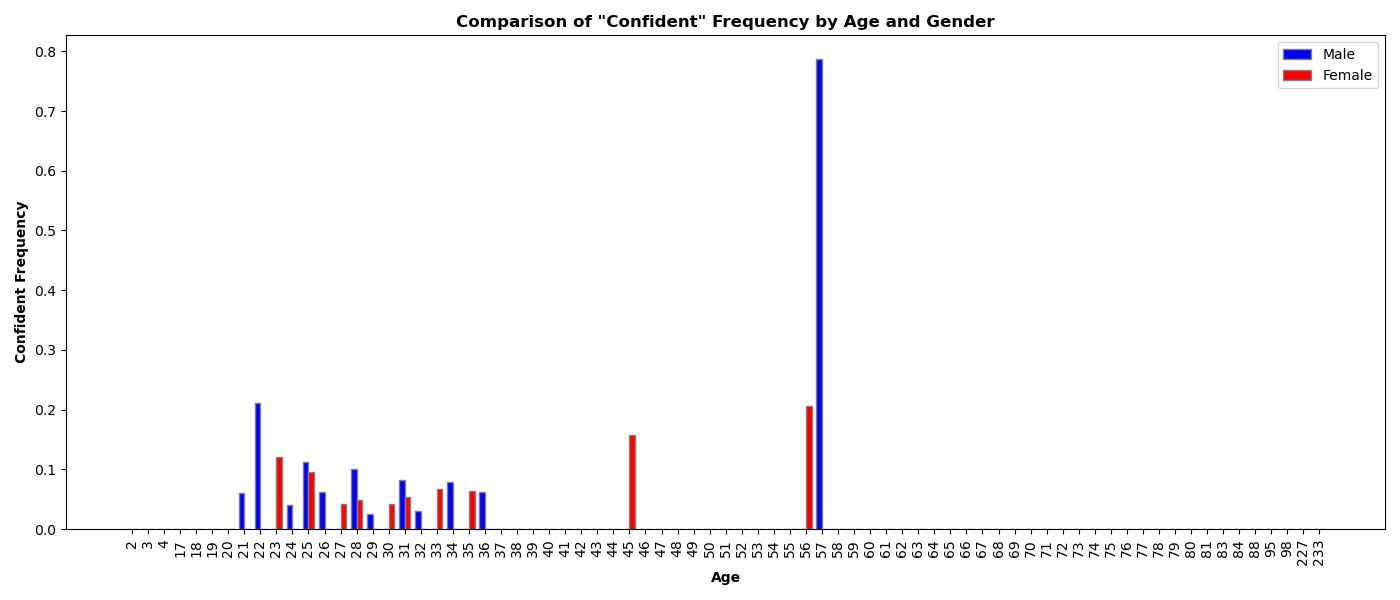 Comparison of "Confident" Frequency by Age and Gender
Male
Female
Confident Frequency
0.8
0.7
0.6
0.5
0.4
0.3
0.2
0.1
0.0
2 3 4 17 18 19 20 21 22 23 24 25 26 27 28 29 30 31 32 33 34 35 36 37 38 39 40 41 42 43 44 45 46 47 48 49 50 51 52 53 54 55 56 57 58 59 60 61 62 63 64 65 66 67 68 69 70 71 72 73 74 75 76 77 78 79 80 81 83 84 88 95 98 227 233
Age